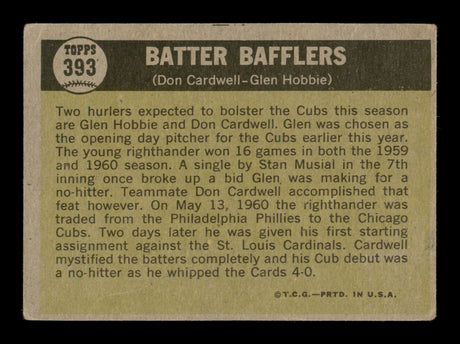 TOPPS
393
BATTER BAFFLERS
(Don Cardwell-Glen Hobbie)
Two hurlers expected to bolster the Cubs this season
are Glen Hobbie and Don Cardwell. Glen was chosen as
the opening day pitcher for the Cubs earlier this year.
The young righthander won 16 games in both the 1959
and 1960 season. A single by Stan Musial in the 7th
inning once broke up a bid Glen was making for a
no-hitter. Teammate Don Cardwell accomplished that
feat however. On May 13, 1960 the righthander was
traded from the Philadelphia Phillies to the Chicago
Cubs. Two days later he was given his first starting
assignment against the St. Louis Cardinals. Cardwell
mystified the batters completely and his Cub debut was
a no-hitter as he whipped the Cards 4-0.
©T.C.G.—PRTD. IN U.S.A.